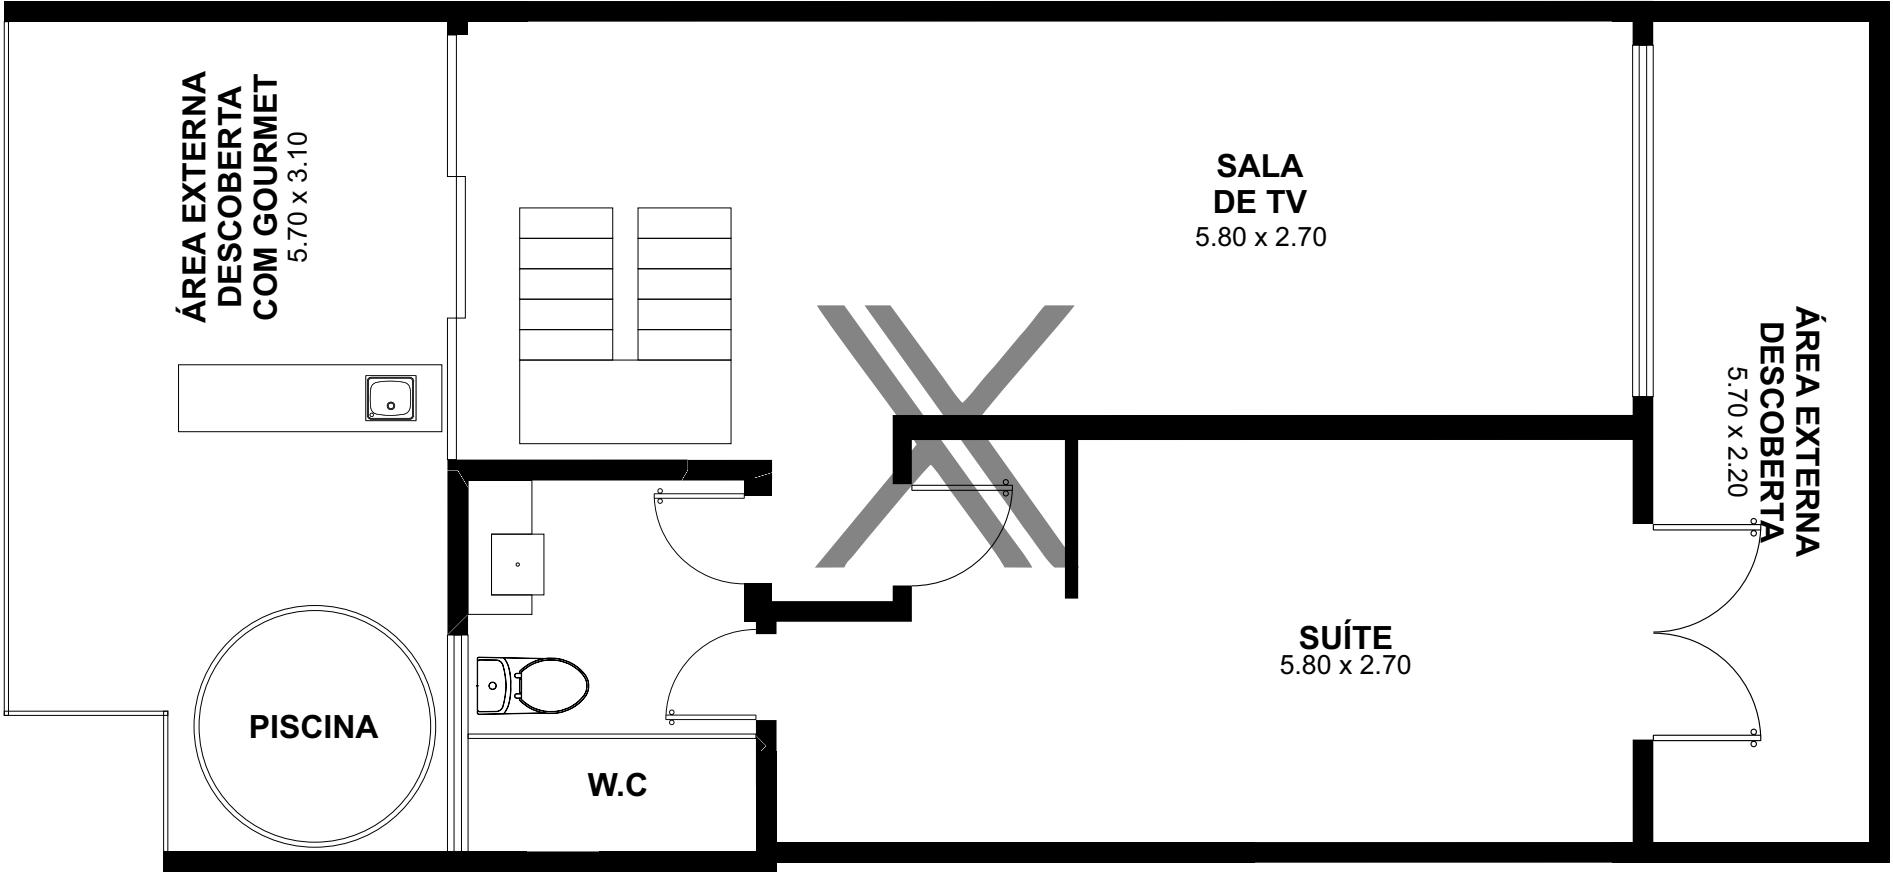 ÁREA EXTERNA
DESCOBERTA
COM GOURMET
5.70 x 3.10
SALA
DE TV
5.80 x 2.70
ÁREA EXTERNA
DESCOBERTA
5.70 x 2.20
SUÍTE
5.80 x 2.70
PISCINA
W.C